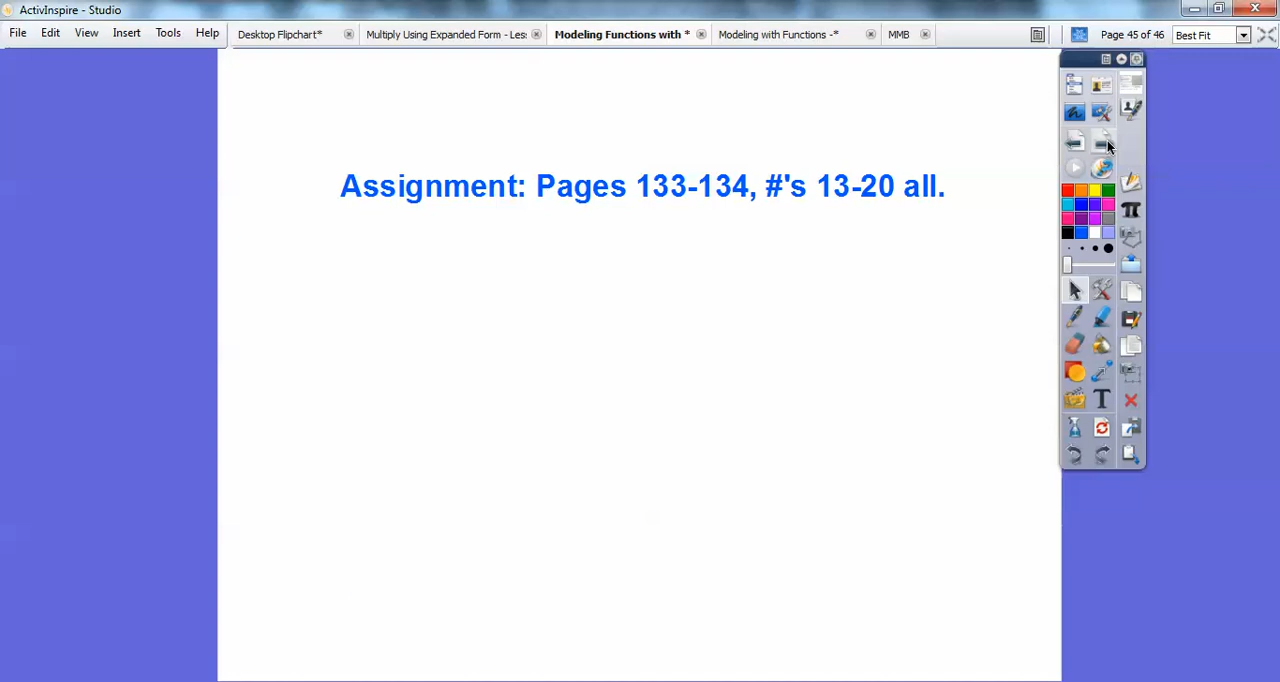 ActivInspire - Studio
File Edit View Insert Tools Help
Desktop Flipchart* Multiply Using Expanded Form - Les: Modeling Functions with * Modeling with Functions -* MMB
Page 45 of 46 Best Fit
Assignment: Pages 133-134, #'s 13-20 all.